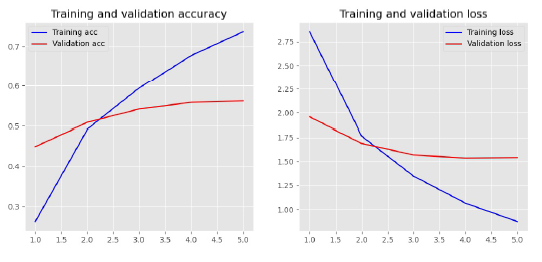 Training and validation accuracy
Training acc
Validation acc
0.7
0.6
0.5
0.4
0.3
1.0 1.5 2.0 2.5 3.0 3.5 4.0 4.5 5.0
Training and validation loss
Training loss
Validation loss
2.75
2.50
2.25
2.00
1.75
1.50
1.25
1.00
1.0 1.5 2.0 2.5 3.0 3.5 4.0 4.5 5.0